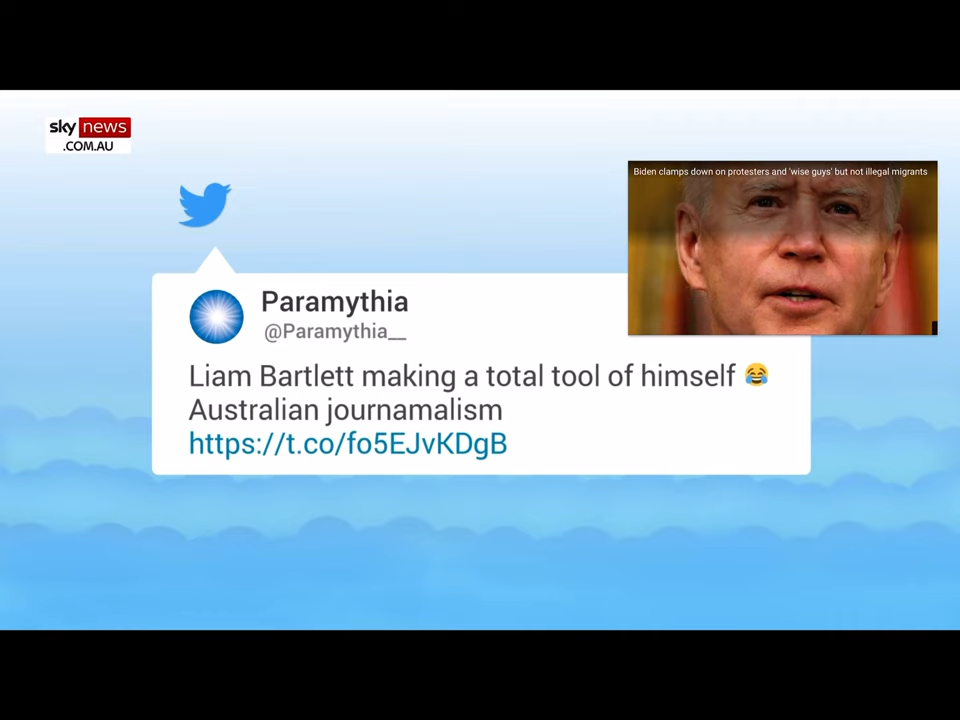 sky news
.COM.AU
Biden clamps down on protesters and 'wise guys' but not illegal migrants
Paramythia
@Paramythia__
Liam Bartlett making a total tool of himself 😂
Australian journamalism
https://t.co/fo5EJvKDgB